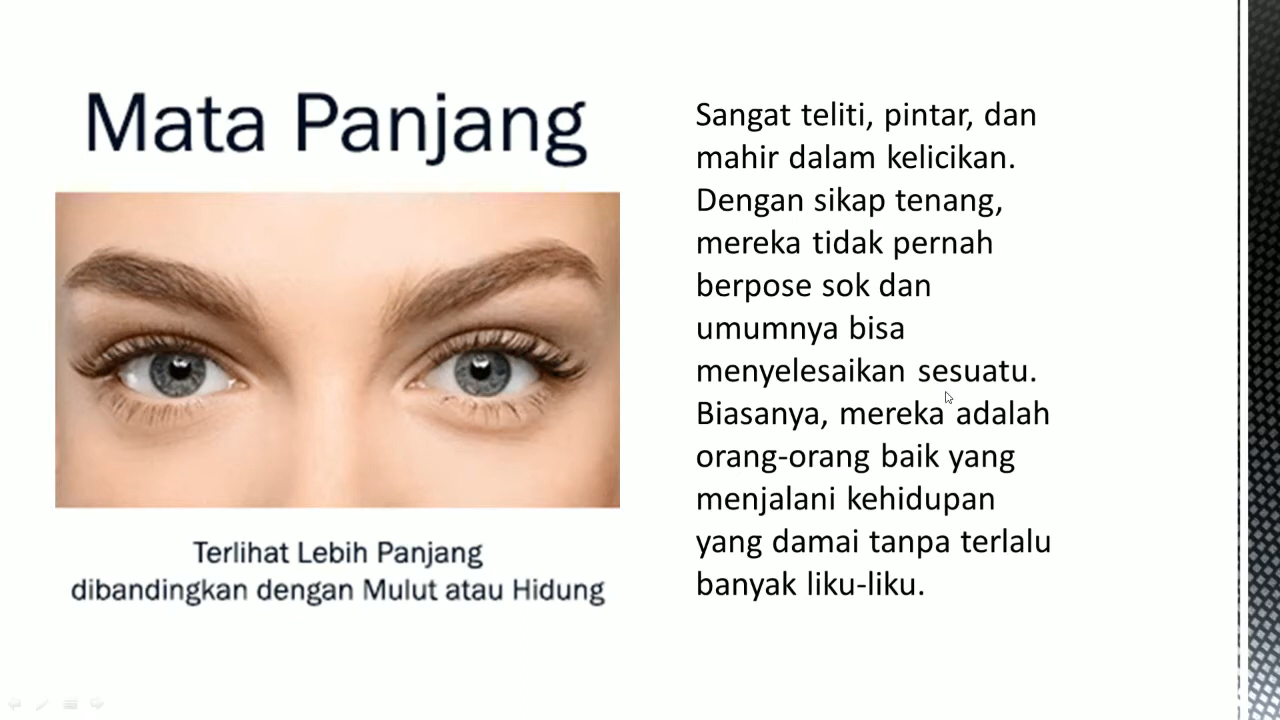 Mata Panjang
Terlihat Lebih Panjang
dibandingkan dengan Mulut atau Hidung
Sangat teliti, pintar, dan
mahir dalam kelicikan.
Dengan sikap tenang,
mereka tidak pernah
berpose sok dan
umumnya bisa
menyelesaikan sesuatu.
Biasanya, mereka adalah
orang-orang baik yang
menjalani kehidupan
yang damai tanpa terlalu
banyak liku-liku.